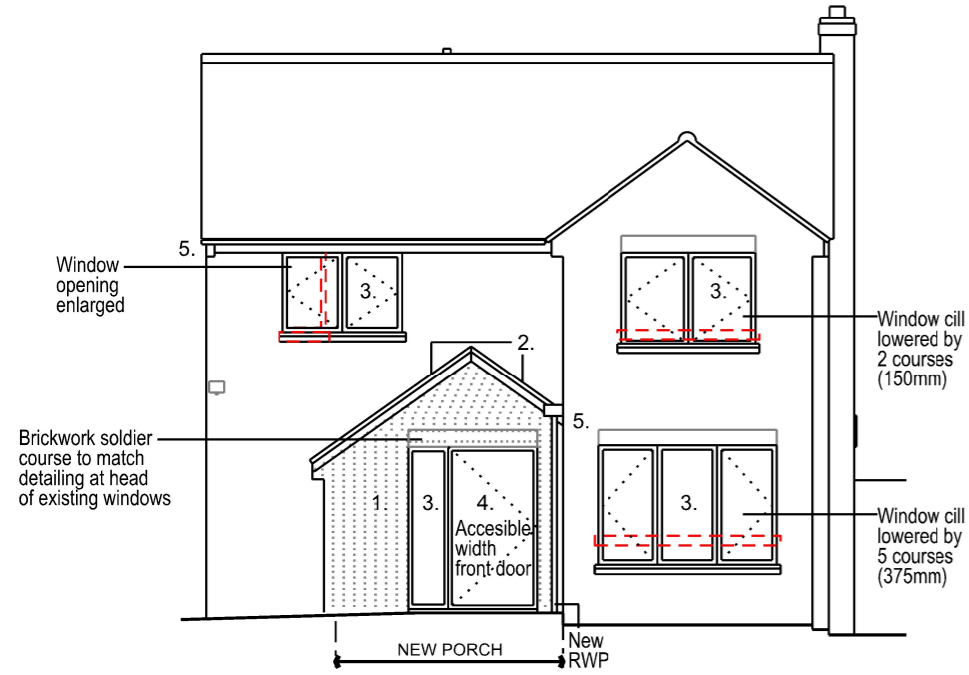 5.
Window
opening
enlarged
3.
3.
Window cill
lowered by
2 courses
(150mm)
2.
5.
Brickwork soldier
course to match
detailing at head
of existing windows
1.
3.
4.
Accesible
width
front door
3.
Window cill
lowered by
5 courses
(375mm)
NEW PORCH
New
RWP